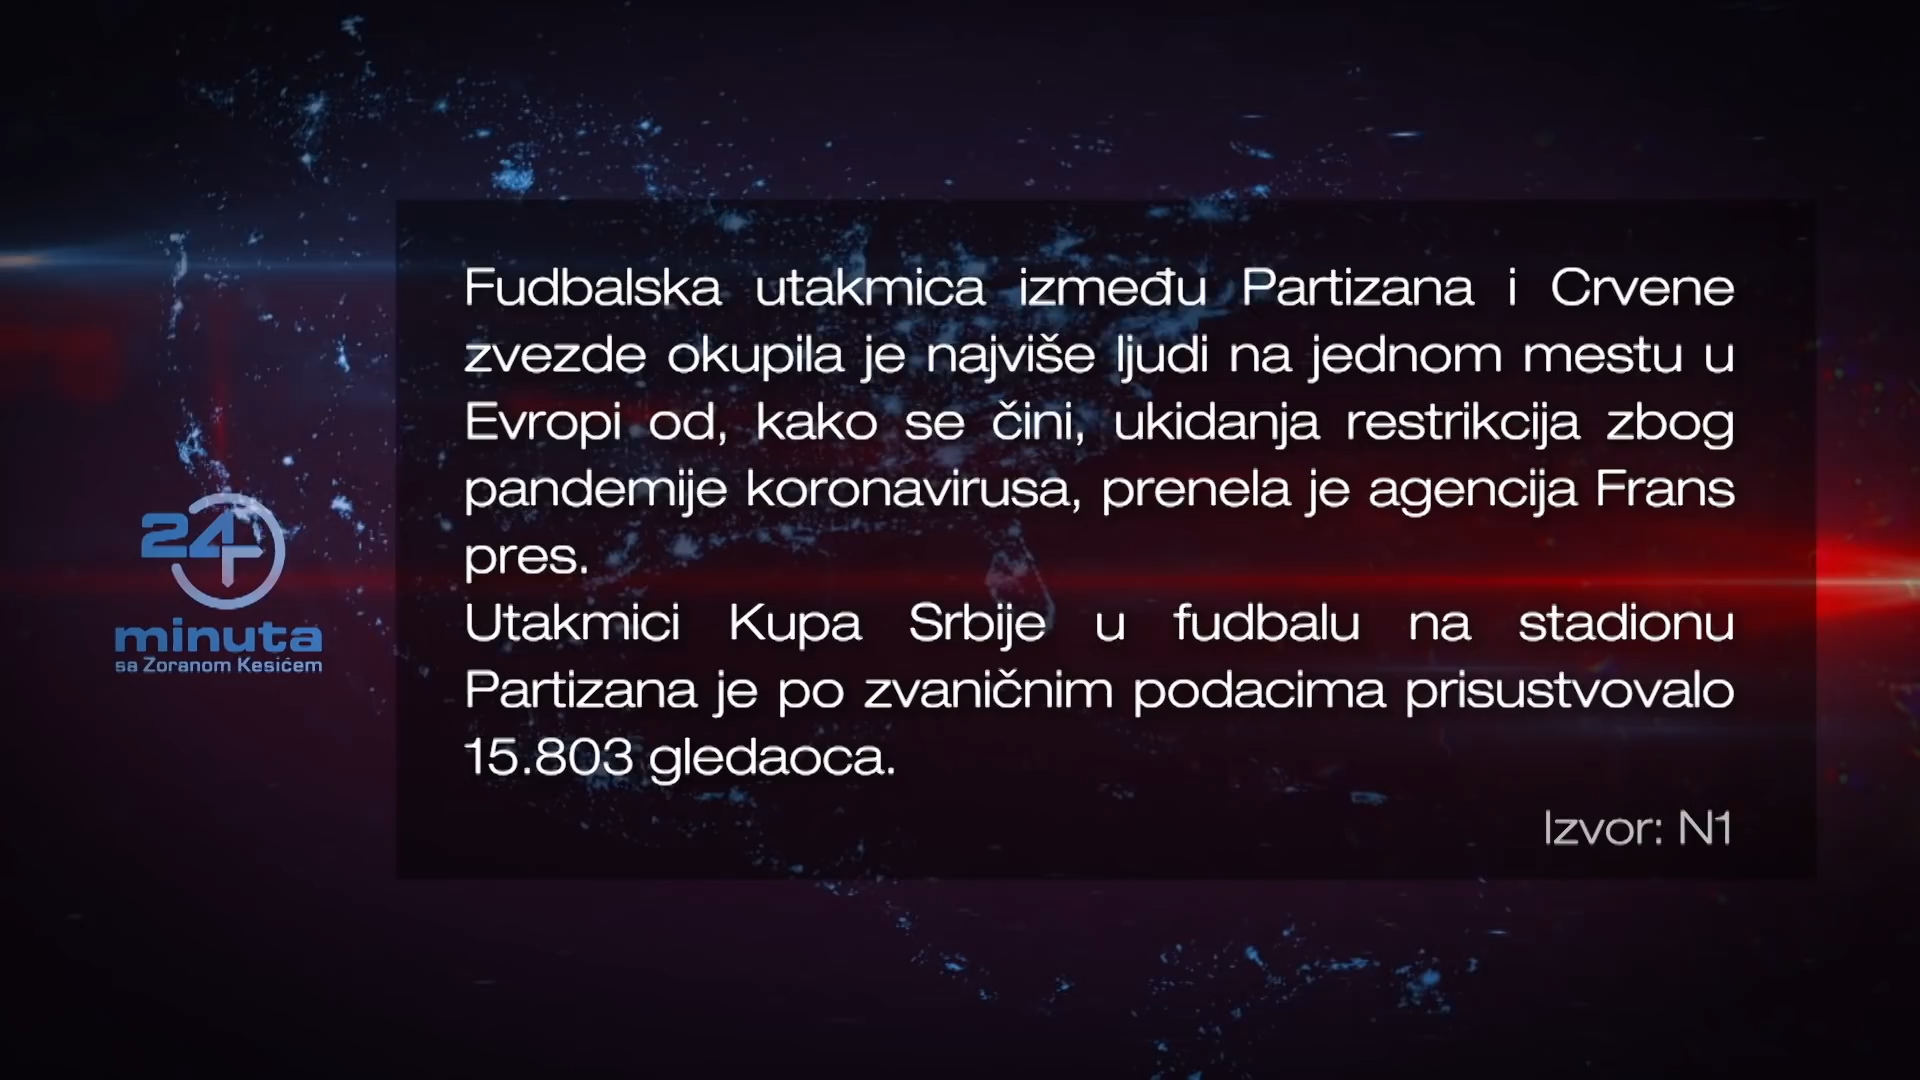 24
minuta
sa Zoranom Kesićem
Fudbalska utakmica između Partizana i Crvene
zvezde okupila je najviše ljudi na jednom mestu u
Evropi od, kako se čini, ukidanja restrikcija zbog
pandemije koronavirusa, prenela je agencija Frans
pres.
Utakmici Kupa Srbije u fudbalu na stadionu
Partizana je po zvaničnim podacima prisustvovalo
15.803 gledaoca.
Izvor: N1